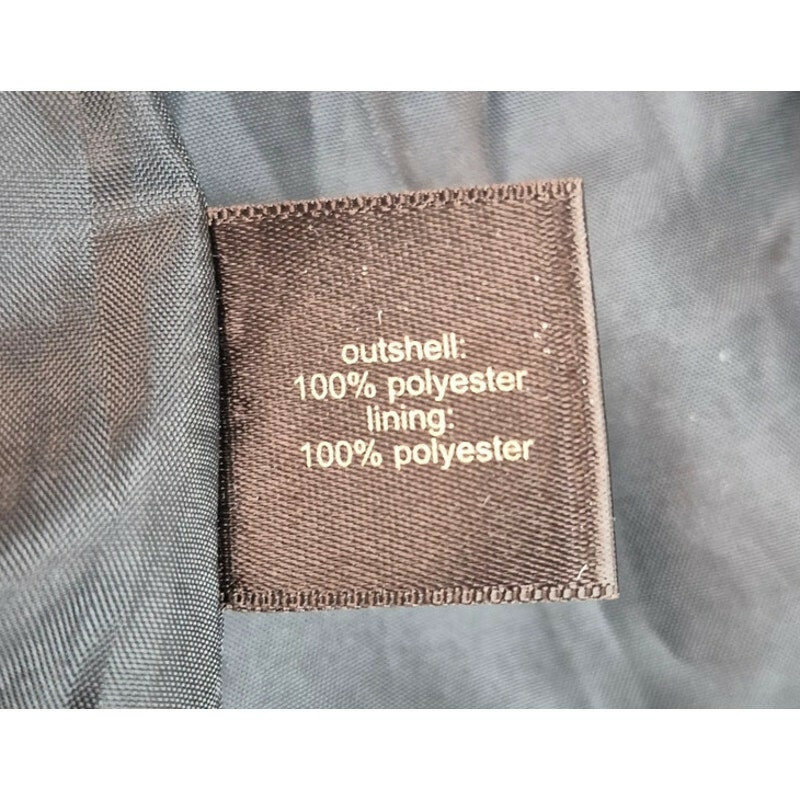 outshell:
100% polyester
lining:
100% polyester